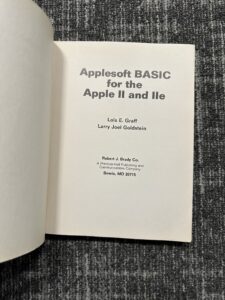 Applesoft BASIC
for the
Apple II and IIe
Lois E. Graff
Larry Joel Goldstein
Robert J. Brady Co.
A Prentice-Hall Publishing and
Communications Company
Bowie, MD 20715